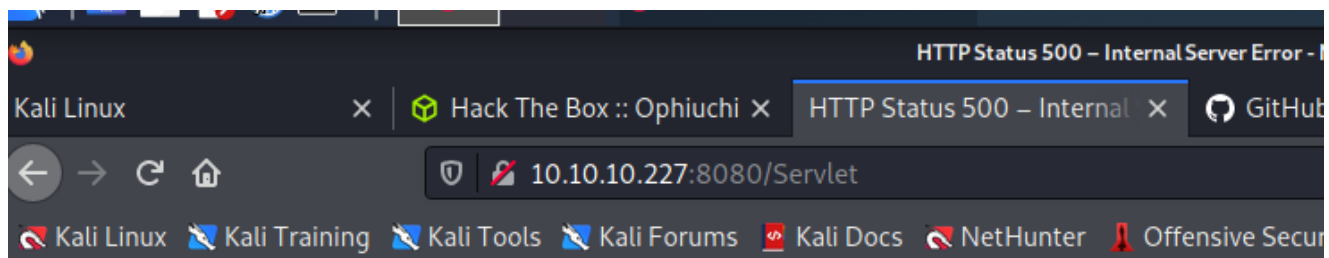 HTTP Status 500 – Internal Server Error -
Kali Linux × Hack The Box :: Ophiuchi × HTTP Status 500 – Internal × GitHub
10.10.10.227:8080/Servlet
Kali Linux Kali Training Kali Tools Kali Forums Kali Docs NetHunter Offensive Secur